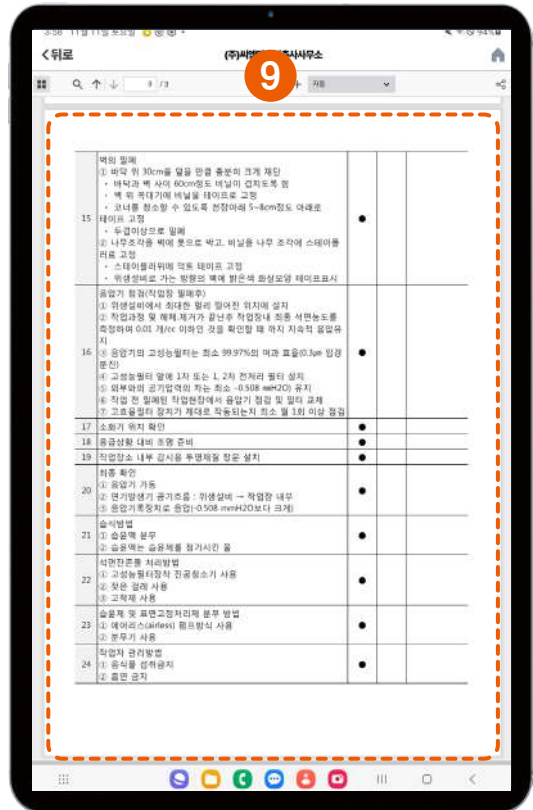 3:58 11월 11일 토요일
94%
뒤로
(주)씨엔
사사무소
9
/3
자동
15
벽의 밀폐
① 바닥 위 30cm를 덮을 만큼 충분히 크게 재단
・ 바닥과 벽 사이 60cm정도 비닐이 겹치도록 함
・ 벽 위 꼭대기에 비닐을 테이프로 고정
・ 코너를 청소할 수 있도록 천장아래 5~8cm정도 아래로
테이프 고정
・ 두겹이상으로 밀폐
② 나무조각을 벽에 못으로 박고, 비닐을 나무 조각에 스테이플
러로 고정
・ 스테이플러위에 덕트 테이프 고정
・ 위생설비로 가는 방향의 벽에 밝은색 화살모양 테이프표시
16
음압기 점검(작업장 밀폐후)
① 위생설비에서 최대한 멀리 떨어진 위치에 설치
② 작업과정 및 해체.제거가 끝난후 작업장내 최종 석면농도를
측정하여 0.01 개/cc 이하인 것을 확인할 때 까지 지속적 음압유
지
③ 음압기의 고성능필터는 최소 99.97%의 여과 효율(0.3μm 입경
분진)
④ 고성능필터 앞에 1차 또는 1, 2차 전처리 필터 설치
⑤ 외부와의 공기압력의 차는 최소 -0.508 ㎜H2O) 유지
⑥ 작업 전 밀폐된 작업현장에서 음압기 점검 및 필터 교체
⑦ 고효율필터 장치가 제대로 작동되는지 최소 월 1회 이상 점검
17 소화기 위치 확인 ●
18 응급상황 대비 조명 준비 ●
19 작업장소 내부 감시용 투명재질 창문 설치 ●
20
최종 확인
① 음압기 가동
② 연기발생기 공기흐름 : 위생설비 → 작업장 내부
③ 음압기록장치로 음압(-0.508 mmH2O보다 크게)
21
습식방법
① 습윤액 분무
② 습윤액는 습윤제를 첨가시킨 물
22
석면잔존물 처리방법
① 고성능필터장착 진공청소기 사용
② 젖은 걸레 사용
③ 고착제 사용
23
습윤제 및 표면고정처리제 분무 방법
① 에어리스(airless) 펌프방식 사용
② 분무기 사용
24
작업자 관리방법
① 음식물 섭취금지
② 흡연 금지